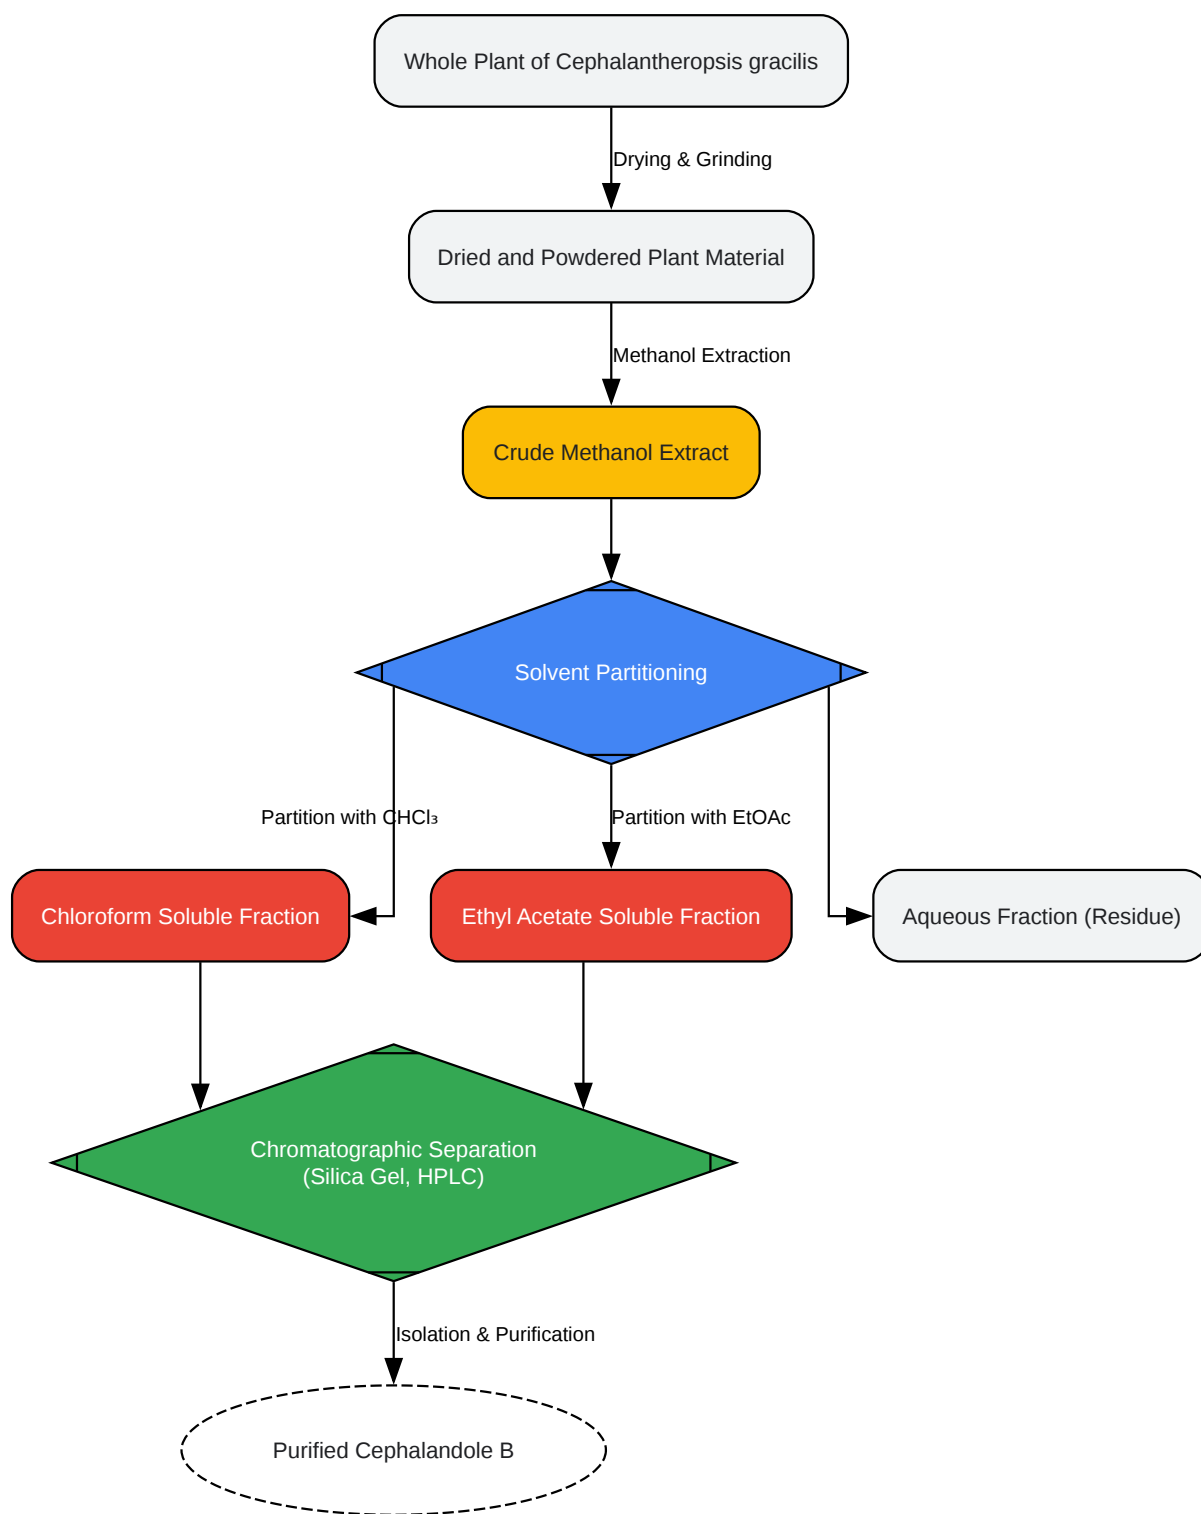 Whole Plant of Cephalantheropsis gracilis
Drying & Grinding
Dried and Powdered Plant Material
Methanol Extraction
Crude Methanol Extract
Solvent Partitioning
Partition with CHCl₃
Partition with EtOAc
Chloroform Soluble Fraction
Ethyl Acetate Soluble Fraction
Aqueous Fraction (Residue)
Chromatographic Separation
(Silica Gel, HPLC)
Isolation & Purification
Purified Cephalandole B